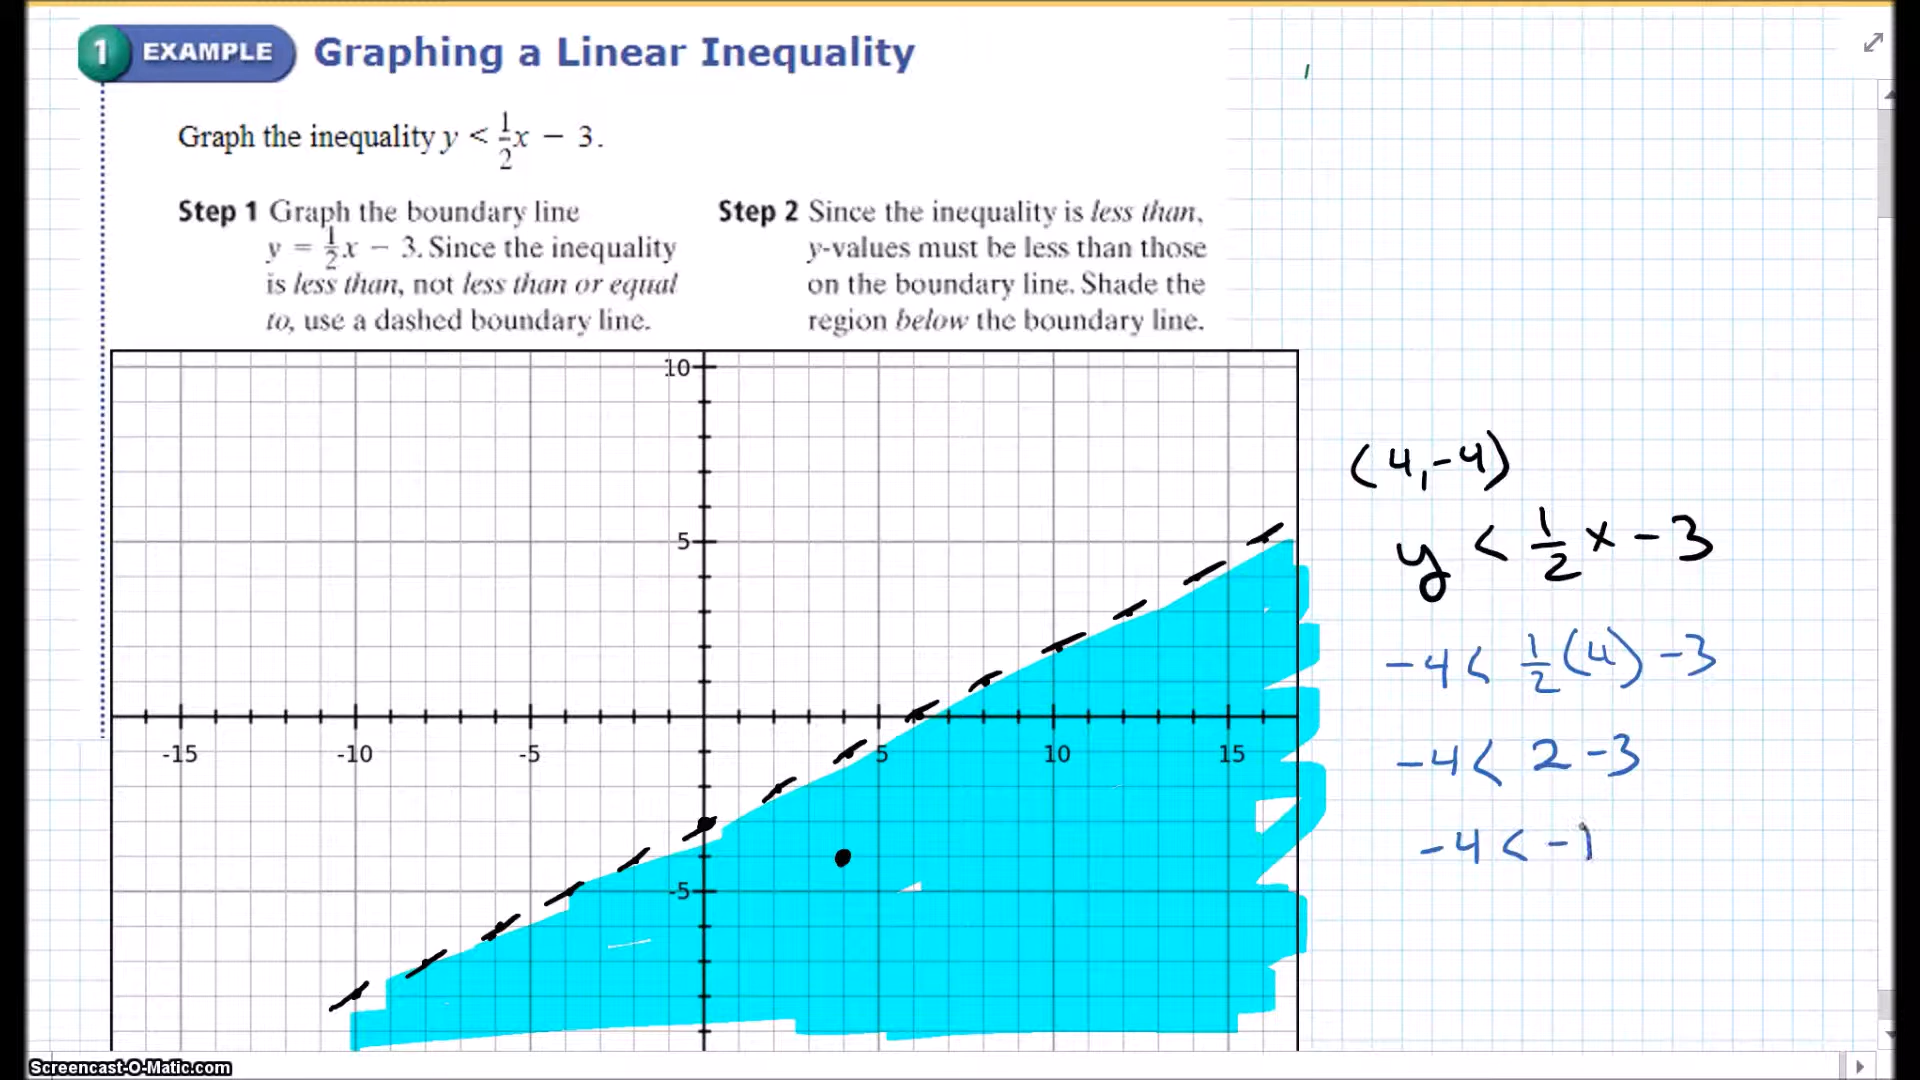 1 EXAMPLE Graphing a Linear Inequality
Graph the inequality y < 1/2 x − 3.
Step 1 Graph the boundary line
y = 1/2 x − 3. Since the inequality
is less than, not less than or equal
to, use a dashed boundary line.
Step 2 Since the inequality is less than,
y-values must be less than those
on the boundary line. Shade the
region below the boundary line.
10
5
-15 -10 -5 5 10 15
-5
(4,-4)
y < 1/2 x - 3
-4 < 1/2 (4) - 3
-4 < 2 - 3
-4 < -1
Screencast-O-Matic.com